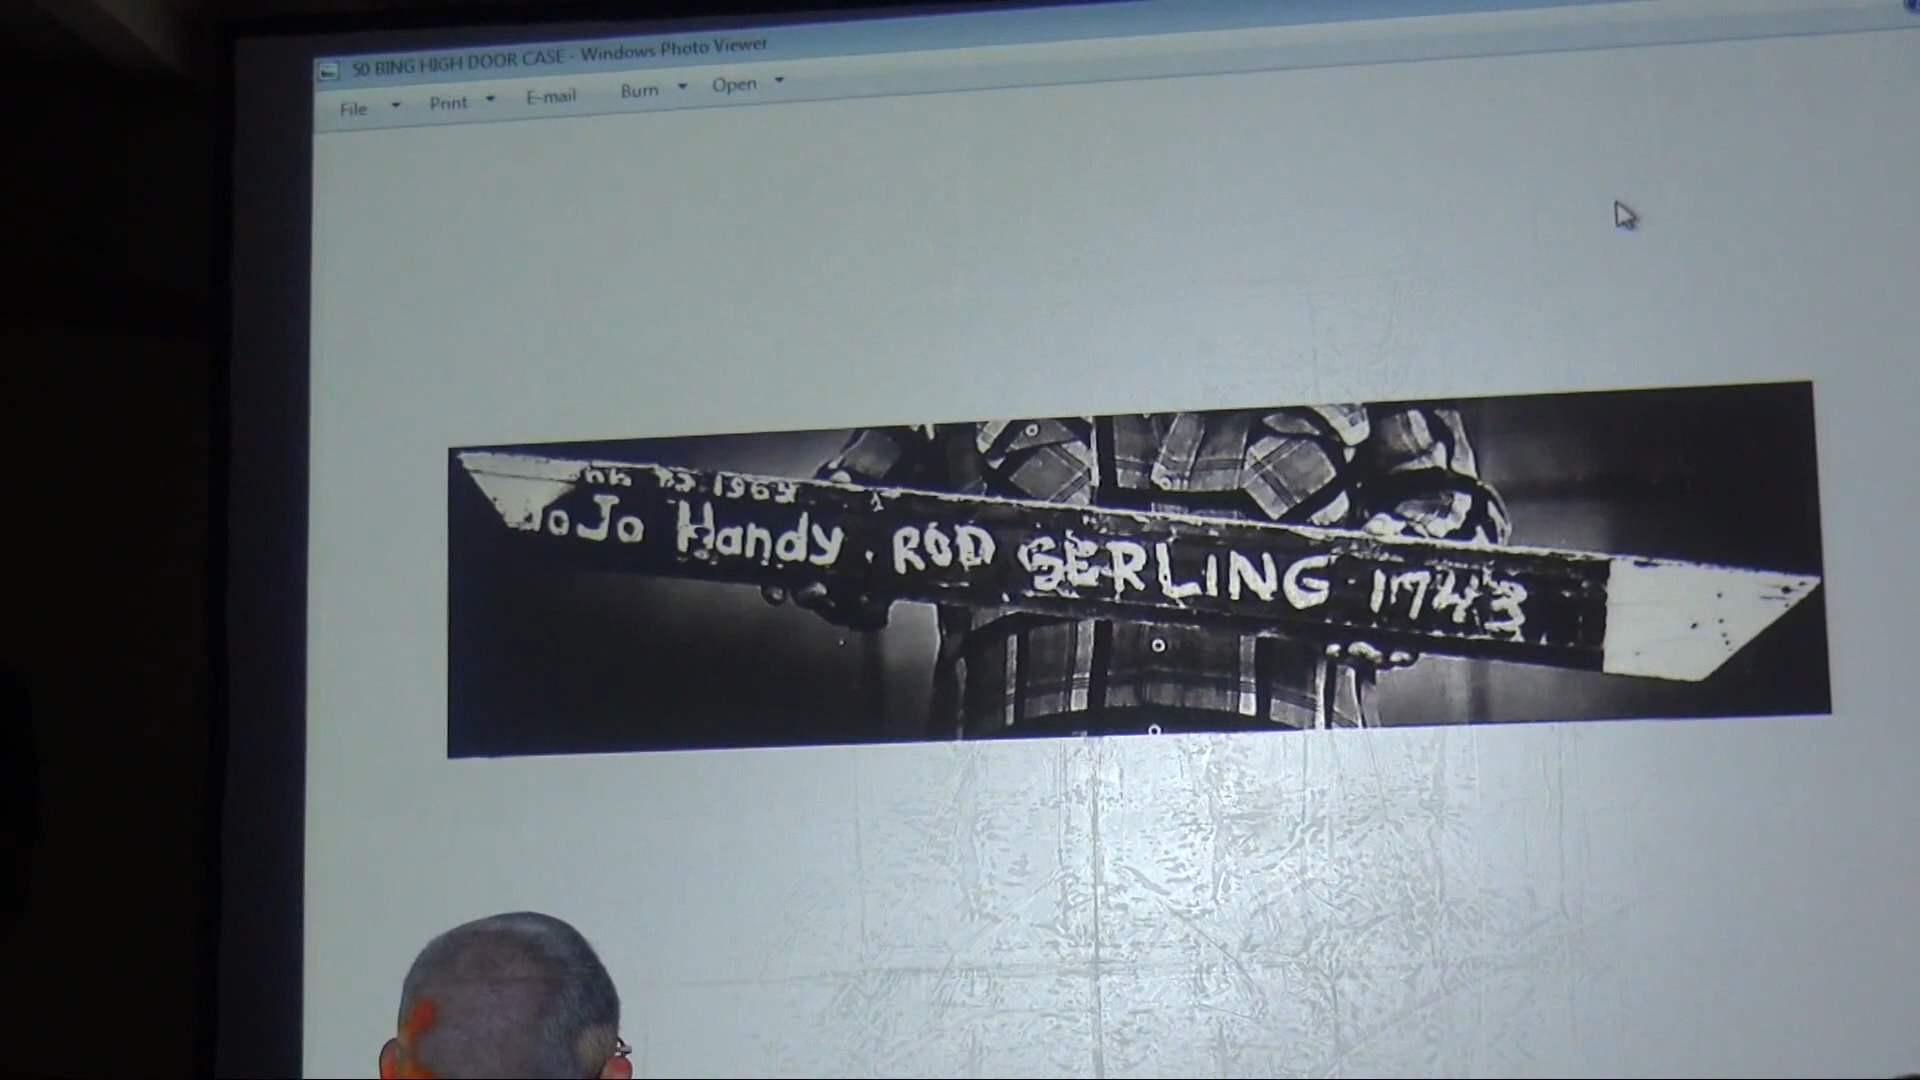 50 BING HIGH DOOR CASE - Windows Photo Viewer
File Print E-mail Burn Open
JoJo Handy . ROD SERLING 1743